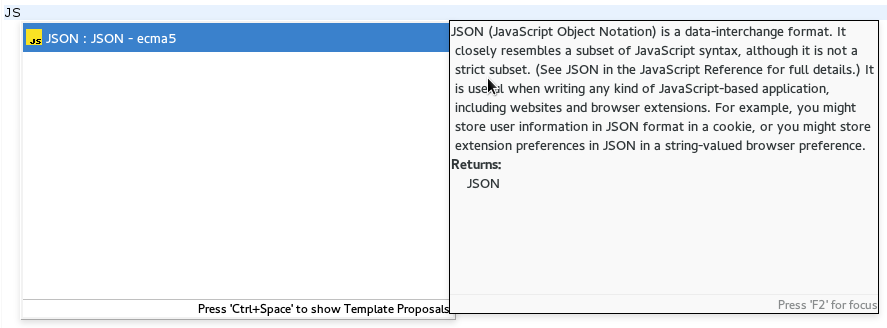 JS
JS JSON : JSON - ecma5
JSON (JavaScript Object Notation) is a data-interchange format. It
closely resembles a subset of JavaScript syntax, although it is not a
strict subset. (See JSON in the JavaScript Reference for full details.) It
is useful when writing any kind of JavaScript-based application,
including websites and browser extensions. For example, you might
store user information in JSON format in a cookie, or you might store
extension preferences in JSON in a string-valued browser preference.
Returns:
JSON
Press 'Ctrl+Space' to show Template Proposals
Press 'F2' for focus